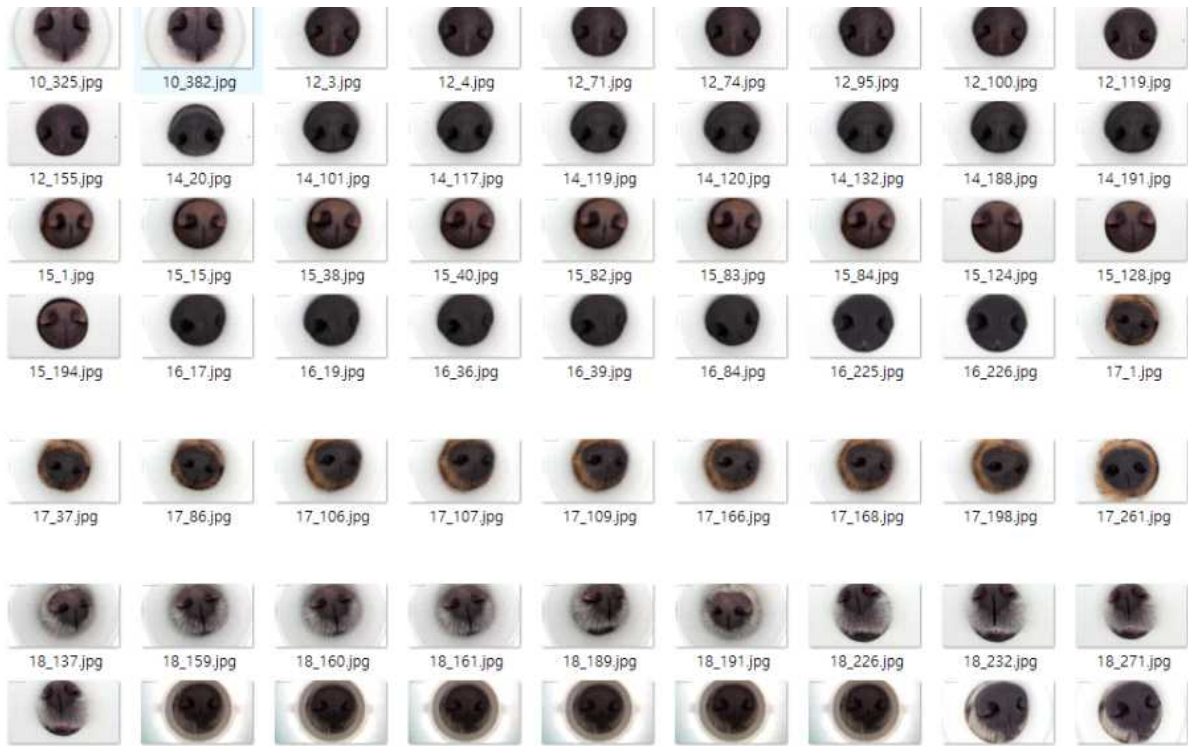 10_325.jpg 10_382.jpg 12_3.jpg 12_4.jpg 12_71.jpg 12_74.jpg 12_95.jpg 12_100.jpg 12_119.jpg
12_155.jpg 14_20.jpg 14_101.jpg 14_117.jpg 14_119.jpg 14_120.jpg 14_132.jpg 14_188.jpg 14_191.jpg
15_1.jpg 15_15.jpg 15_38.jpg 15_40.jpg 15_82.jpg 15_83.jpg 15_84.jpg 15_124.jpg 15_128.jpg
15_194.jpg 16_17.jpg 16_19.jpg 16_36.jpg 16_39.jpg 16_84.jpg 16_225.jpg 16_226.jpg 17_1.jpg
17_37.jpg 17_86.jpg 17_106.jpg 17_107.jpg 17_109.jpg 17_166.jpg 17_168.jpg 17_198.jpg 17_261.jpg
18_137.jpg 18_159.jpg 18_160.jpg 18_161.jpg 18_189.jpg 18_191.jpg 18_226.jpg 18_232.jpg 18_271.jpg